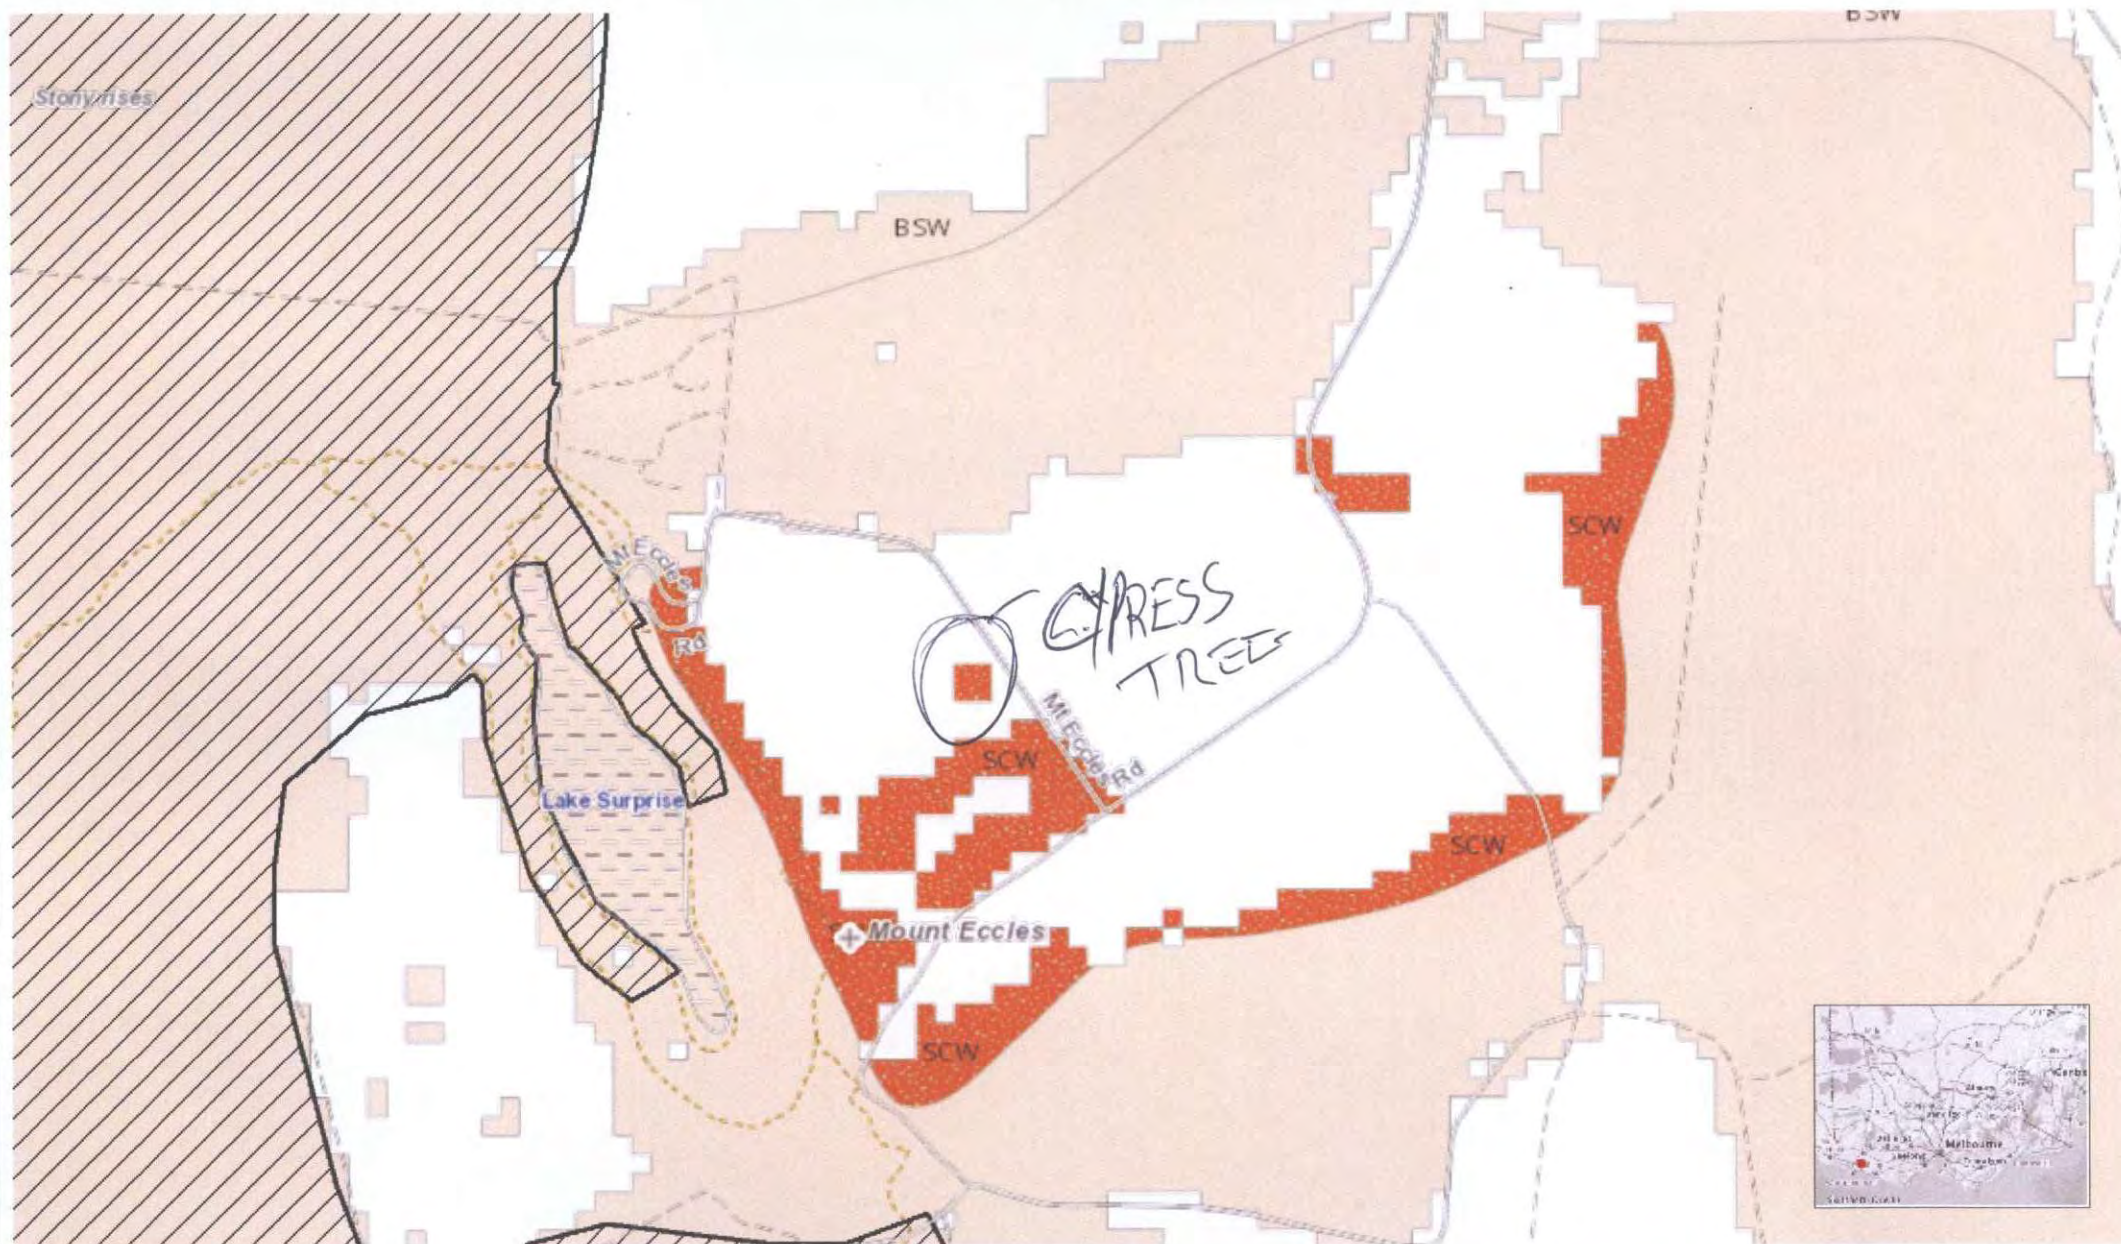 BSW
Stony rises
BSW
SCW
Mt Eccles
Rd
CYPRESS
TREES
Mt Eccles Rd
SCW
Lake Surprise
SCW
Mount Eccles
SCW
Melbourne